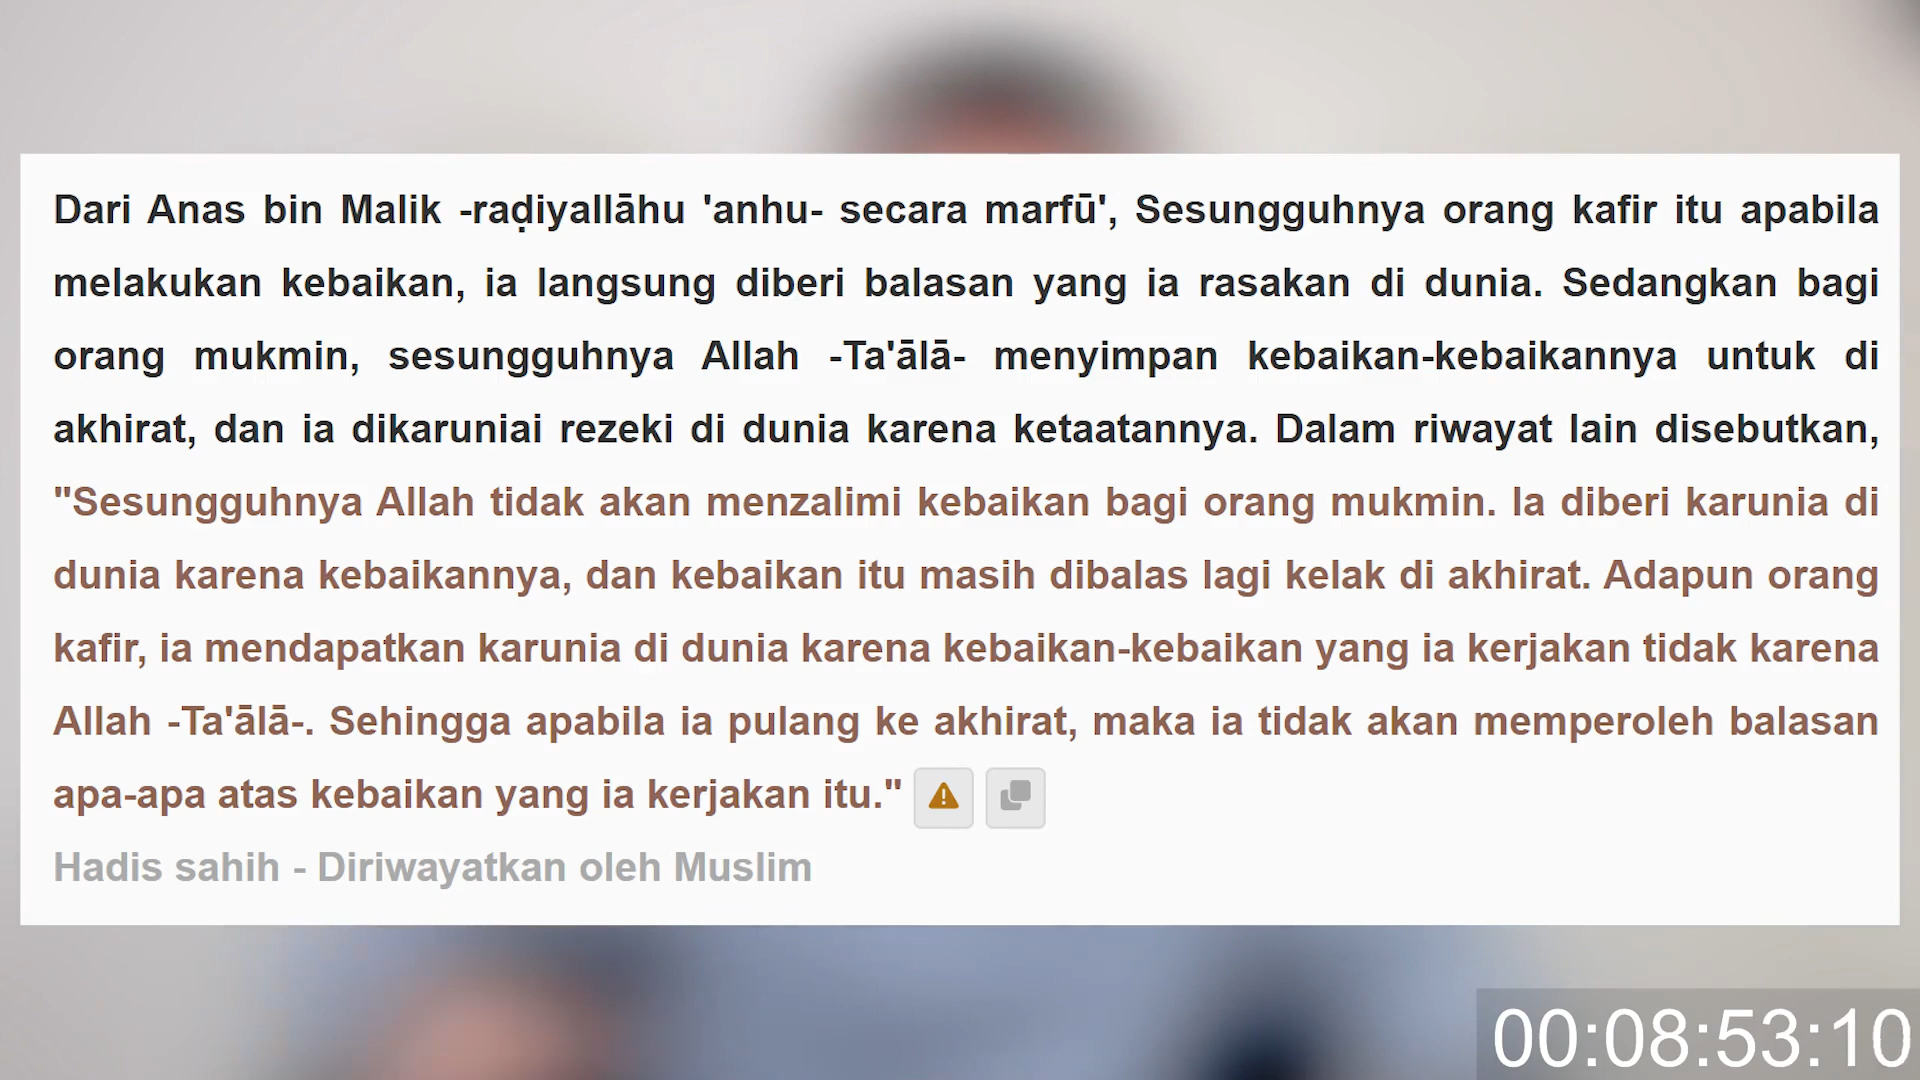 Dari Anas bin Malik -raḍiyallāhu 'anhu- secara marfū', Sesungguhnya orang kafir itu apabila
melakukan kebaikan, ia langsung diberi balasan yang ia rasakan di dunia. Sedangkan bagi
orang mukmin, sesungguhnya Allah -Ta'ālā- menyimpan kebaikan-kebaikannya untuk di
akhirat, dan ia dikaruniai rezeki di dunia karena ketaatannya. Dalam riwayat lain disebutkan,
"Sesungguhnya Allah tidak akan menzalimi kebaikan bagi orang mukmin. Ia diberi karunia di
dunia karena kebaikannya, dan kebaikan itu masih dibalas lagi kelak di akhirat. Adapun orang
kafir, ia mendapatkan karunia di dunia karena kebaikan-kebaikan yang ia kerjakan tidak karena
Allah -Ta'ālā-. Sehingga apabila ia pulang ke akhirat, maka ia tidak akan memperoleh balasan
apa-apa atas kebaikan yang ia kerjakan itu."
Hadis sahih - Diriwayatkan oleh Muslim
00:08:53:10